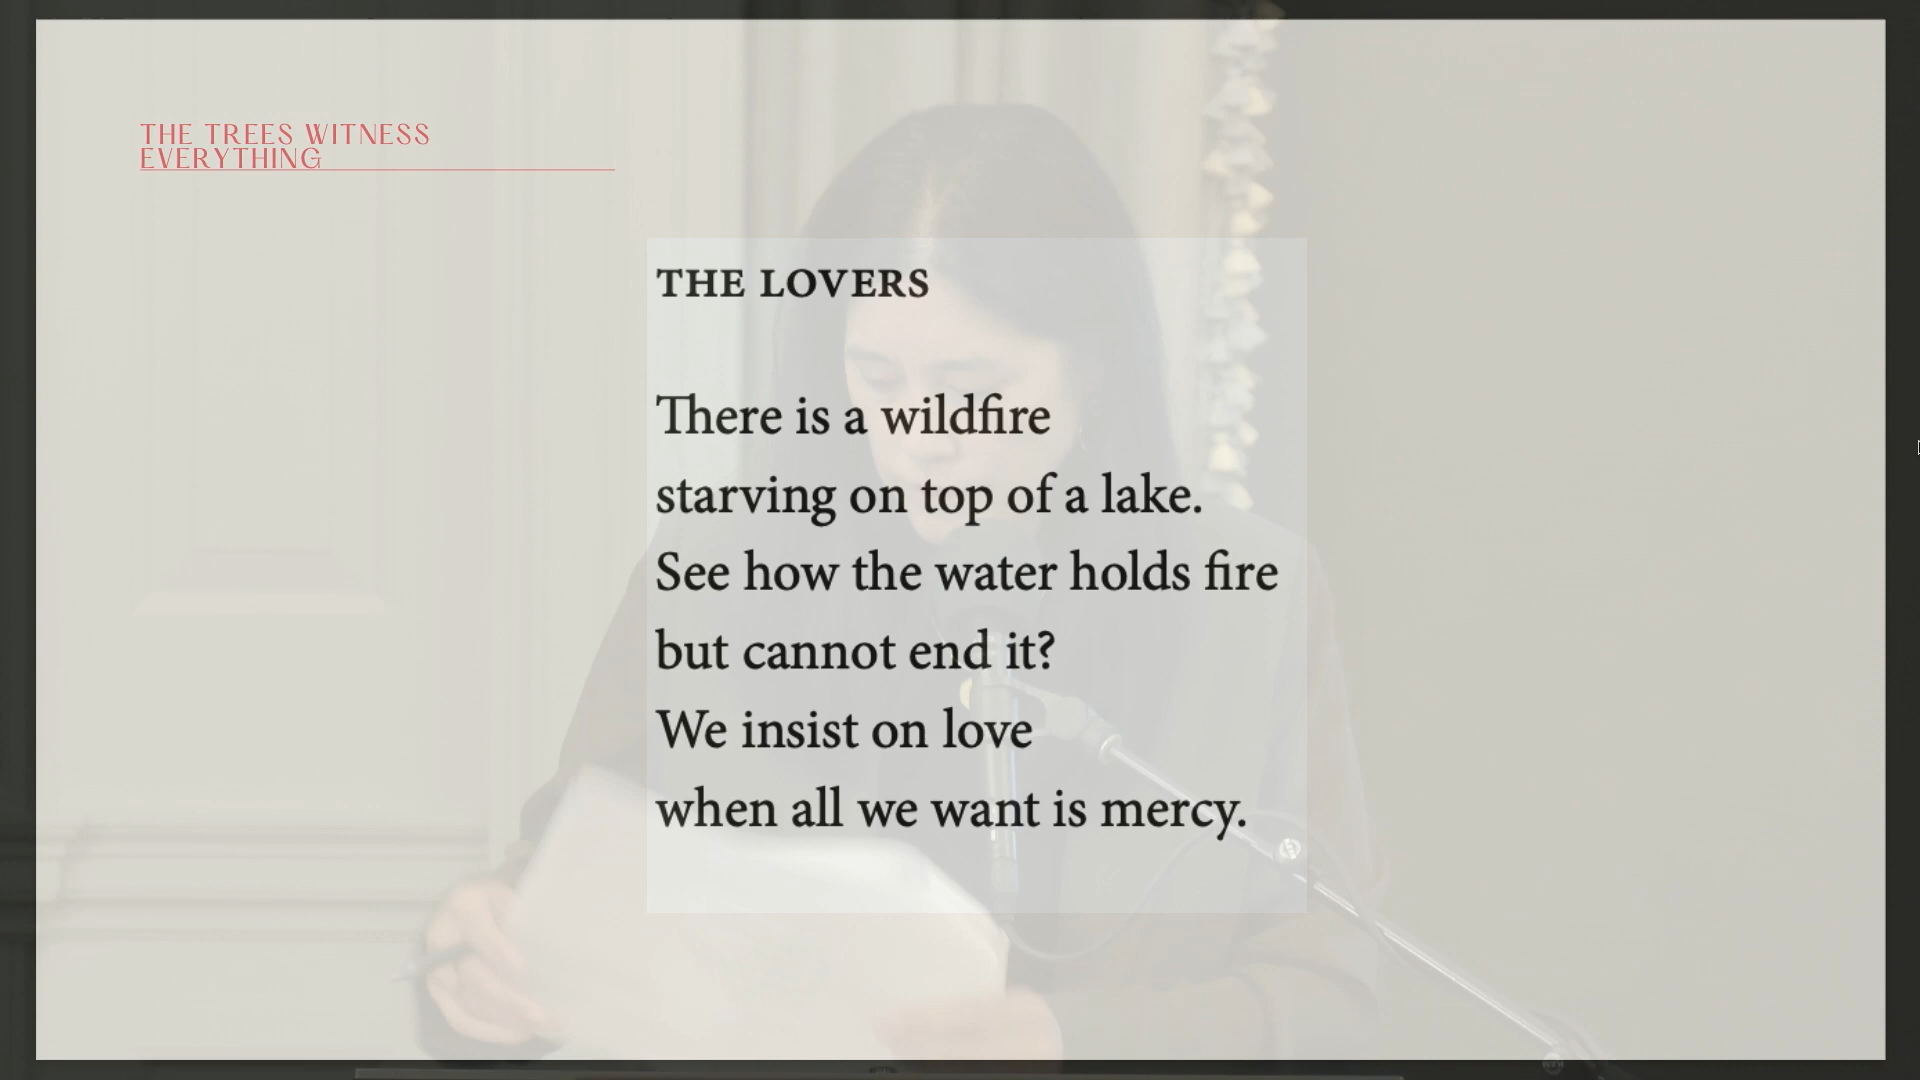 THE TREES WITNESS
EVERYTHING
THE LOVERS
There is a wildfire
starving on top of a lake.
See how the water holds fire
but cannot end it?
We insist on love
when all we want is mercy.